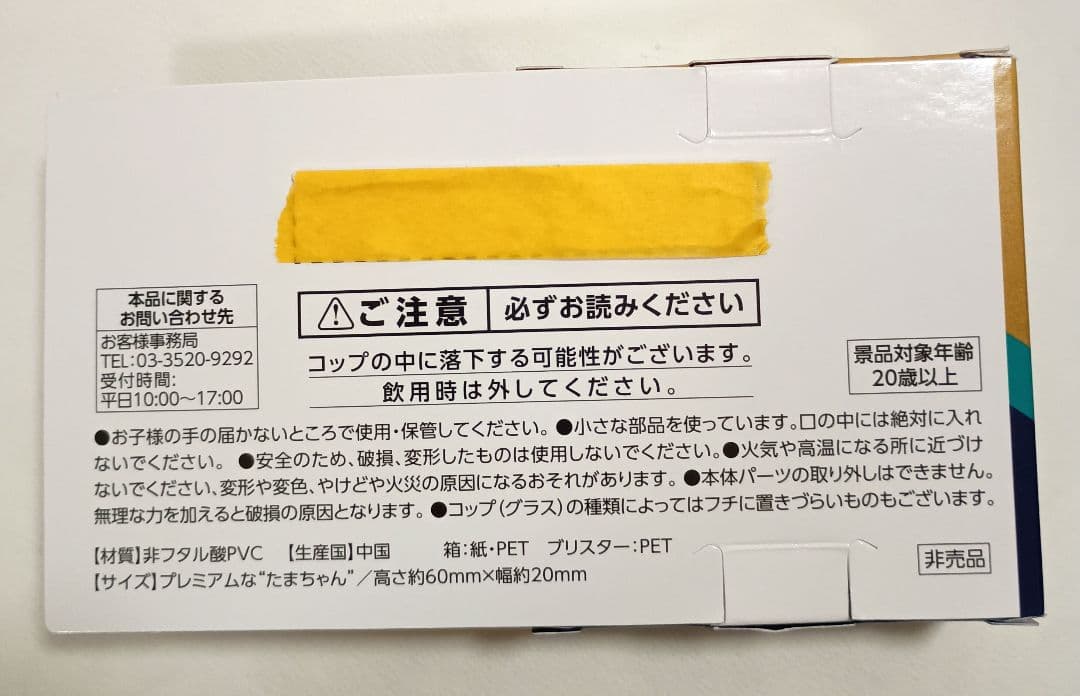 本品に関する
お問い合わせ先
お客様事務局
TEL:03-3520-9292
受付時間:
平日10:00〜17:00
⚠ご注意 必ずお読みください
コップの中に落下する可能性がございます。
飲用時は外してください。
景品対象年齢
20歳以上
●お子様の手の届かないところで使用・保管してください。●小さな部品を使っています。口の中には絶対に入れ
ないでください。●安全のため、破損、変形したものは使用しないでください。●火気や高温になる所に近づけ
ないでください、変形や変色、やけどや火災の原因になるおそれがあります。●本体パーツの取り外しはできません。
無理な力を加えると破損の原因となります。●コップ(グラス)の種類によってはフチに置きづらいものもございます。
【材質】非フタル酸PVC 【生産国】中国 箱:紙・PET ブリスター:PET
【サイズ】プレミアムな“たまちゃん”／高さ約60mm×幅約20mm
非売品